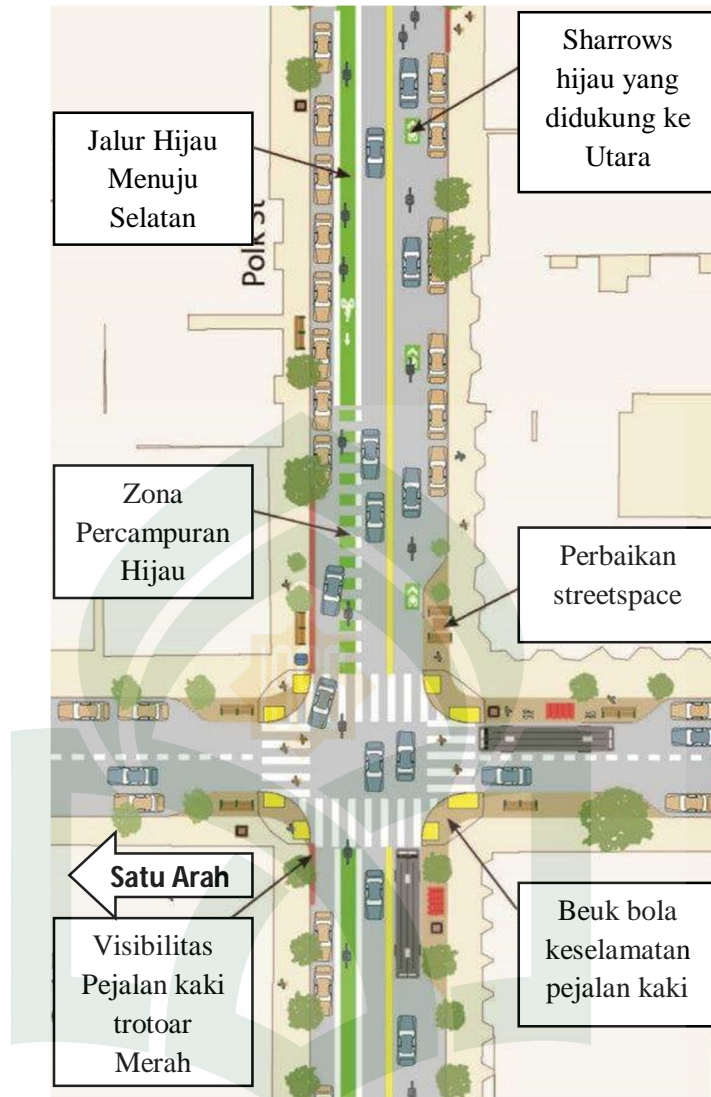 Sharrows
hijau yang
didukung ke
Utara
Jalur Hijau
Menuju
Selatan
Polk St
Zona
Percampuran
Hijau
Perbaikan
streetspace
Satu Arah
Visibilitas
Pejalan kaki
trotoar
Merah
Beuk bola
keselamatan
pejalan kaki